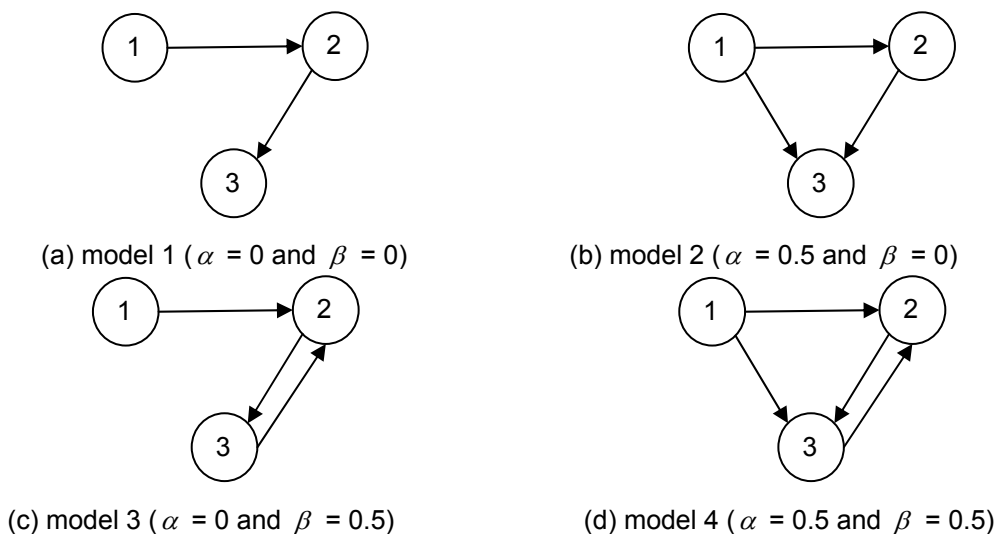 1 2 1 2
3 3
(a) model 1 ( α = 0 and β = 0) (b) model 2 ( α = 0.5 and β = 0)
1 2 1 2
3 3
(c) model 3 ( α = 0 and β = 0.5) (d) model 4 ( α = 0.5 and β = 0.5)